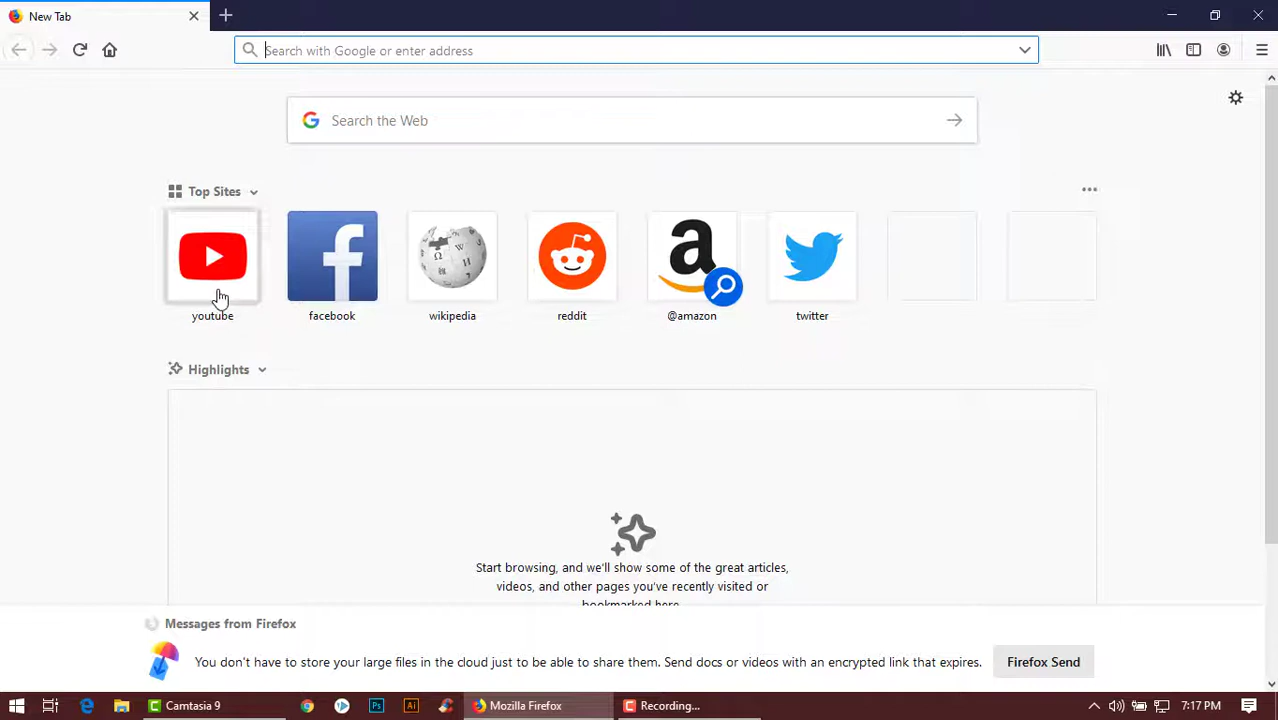 New Tab
Search with Google or enter address
Search the Web
Top Sites
youtube
facebook
wikipedia
reddit
@amazon
twitter
Highlights
Start browsing, and we'll show some of the great articles,
videos, and other pages you've recently visited or
bookmarked here.
Messages from Firefox
You don't have to store your large files in the cloud just to be able to share them. Send docs or videos with an encrypted link that expires.
Firefox Send
Camtasia 9
Ps
Ai
Mozilla Firefox
Recording...
7:17 PM